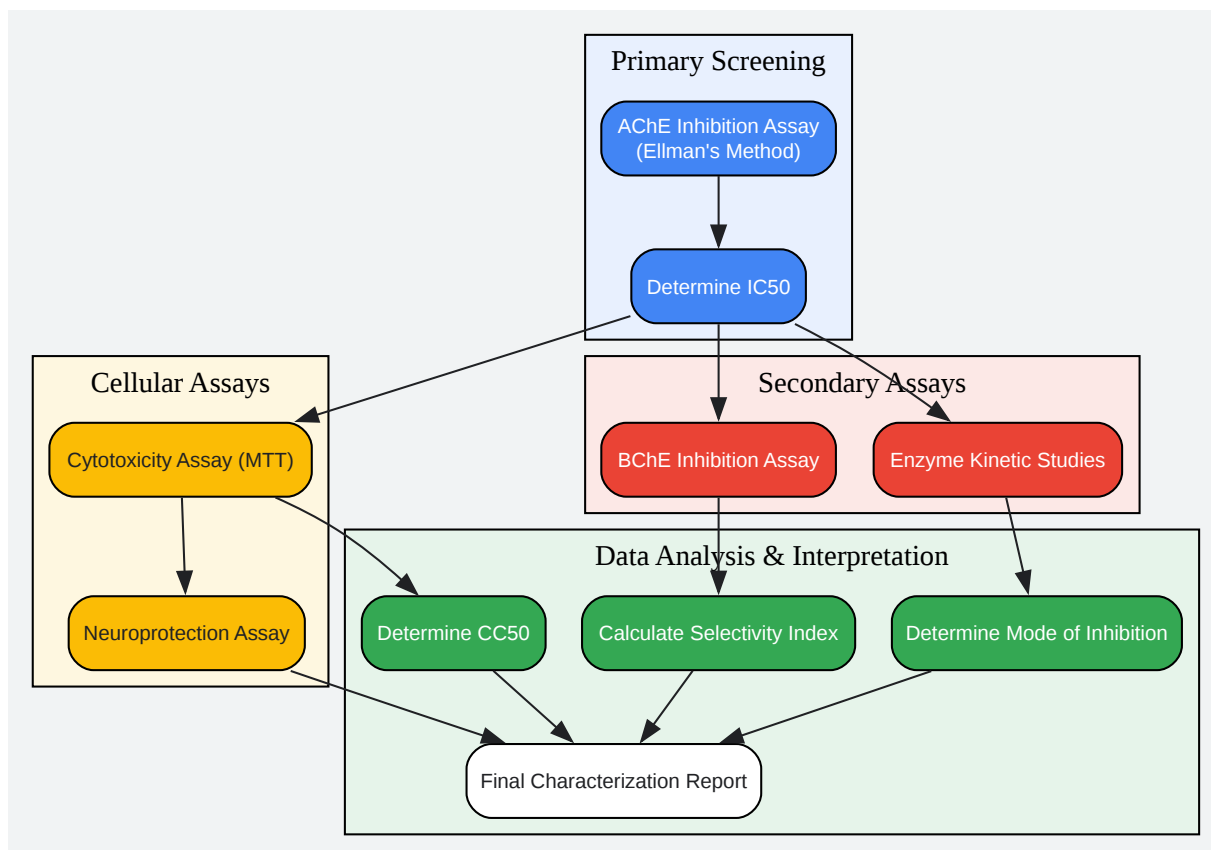 Primary Screening
AChE Inhibition Assay
(Ellman's Method)
Determine IC50
Cellular Assays
Cytotoxicity Assay (MTT)
Neuroprotection Assay
Secondary Assays
BChE Inhibition Assay
Enzyme Kinetic Studies
Data Analysis & Interpretation
Determine CC50
Calculate Selectivity Index
Determine Mode of Inhibition
Final Characterization Report